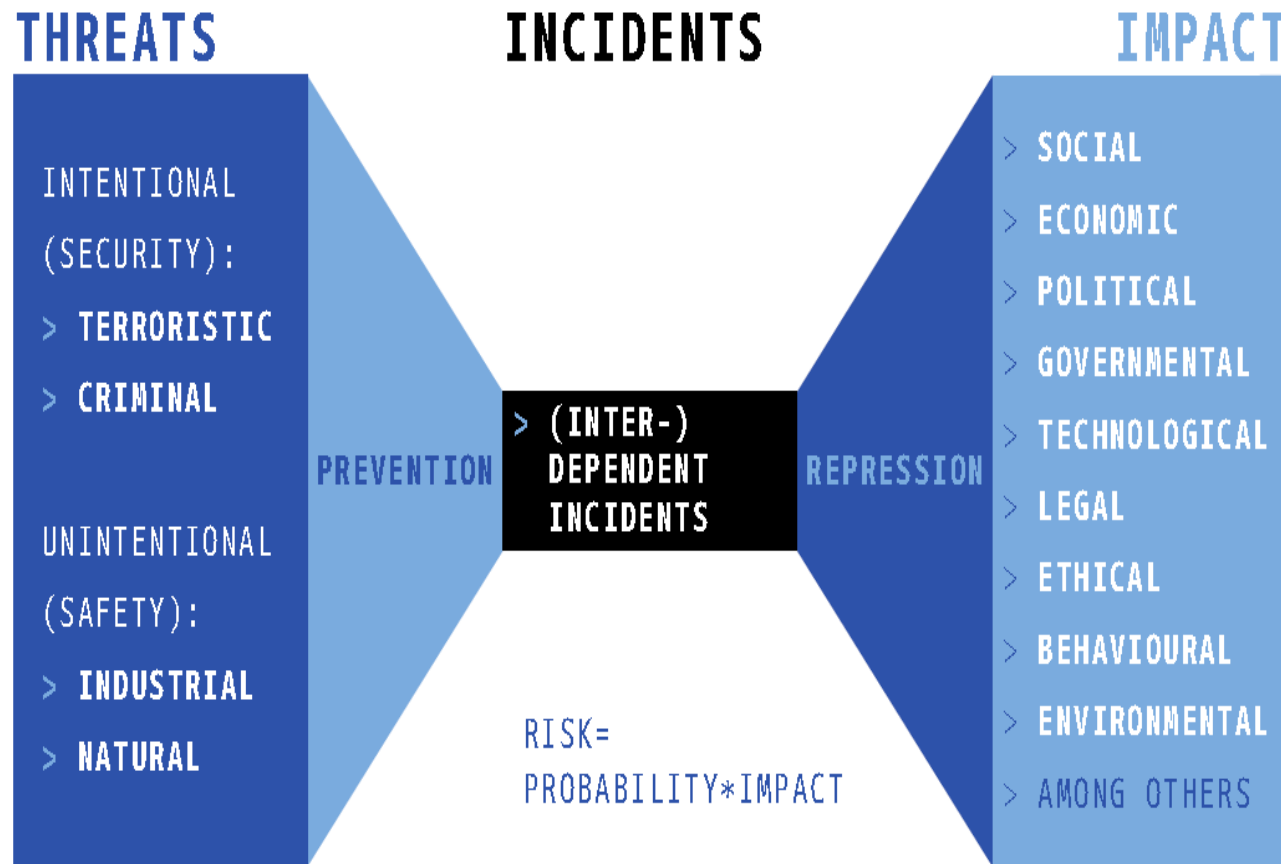 THREATS
INCIDENTS
IMPACT
INTENTIONAL
(SECURITY):
> TERRORISTIC
> CRIMINAL
UNINTENTIONAL
(SAFETY):
> INDUSTRIAL
> NATURAL
PREVENTION
> (INTER-)
DEPENDENT
INCIDENTS
REPRESSION
RISK=
PROBABILITY*IMPACT
> SOCIAL
> ECONOMIC
> POLITICAL
> GOVERNMENTAL
> TECHNOLOGICAL
> LEGAL
> ETHICAL
> BEHAVIOURAL
> ENVIRONMENTAL
> AMONG OTHERS